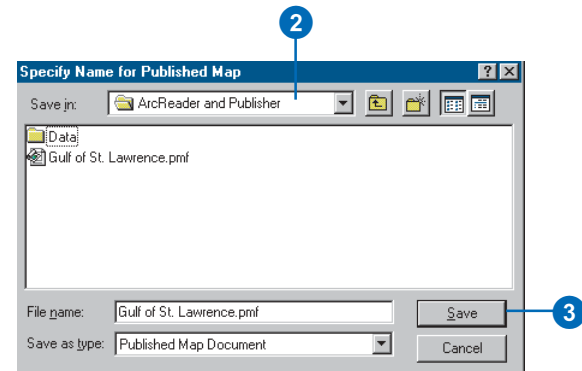 2
Specify Name for Published Map
Save in: ArcReader and Publisher
Data
Gulf of St. Lawrence.pmf
File name: Gulf of St. Lawrence.pmf Save 3
Save as type: Published Map Document Cancel